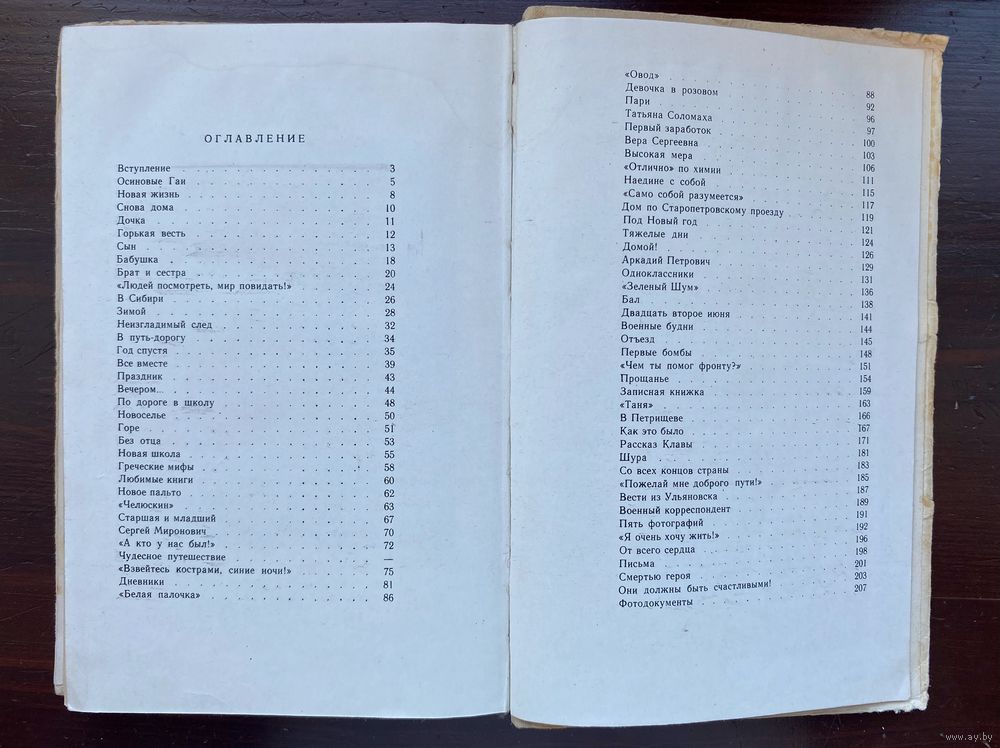 ОГЛАВЛЕНИЕ
Вступление . . . . . . . . . . 3
Осиновые Гаи . . . . . . . . . . 5
Новая жизнь . . . . . . . . . . 8
Снова дома . . . . . . . . . . 10
Дочка . . . . . . . . . . 11
Горькая весть . . . . . . . . . . 12
Сын . . . . . . . . . . 13
Бабушка . . . . . . . . . . 18
Брат и сестра . . . . . . . . . . 20
«Людей посмотреть, мир повидать!» . . . . . 24
В Сибири . . . . . . . . . . 26
Зимой . . . . . . . . . . 28
Неизгладимый след . . . . . . . . . . 32
В путь-дорогу . . . . . . . . . . 34
Год спустя . . . . . . . . . . 35
Все вместе . . . . . . . . . . 39
Праздник . . . . . . . . . . 43
Вечером... . . . . . . . . . . 44
По дороге в школу . . . . . . . . . . 48
Новоселье . . . . . . . . . . 50
Горе . . . . . . . . . . 51
Без отца . . . . . . . . . . 53
Новая школа . . . . . . . . . . 55
Греческие мифы . . . . . . . . . . 58
Любимые книги . . . . . . . . . . 60
Новое пальто . . . . . . . . . . 62
«Челюскин» . . . . . . . . . . 63
Старшая и младший . . . . . . . . . . 67
Сергей Миронович . . . . . . . . . . 70
«А кто у нас был!» . . . . . . . . . . 72
Чудесное путешествие . . . . . . . . . . —
«Взвейтесь кострами, синие ночи!» . . . . . 75
Дневники . . . . . . . . . . 81
«Белая палочка» . . . . . . . . . . 86
«Овод» . . . . . . . . . . 88
Девочка в розовом . . . . . . . . . . 92
Пари . . . . . . . . . . 96
Татьяна Соломаха . . . . . . . . . . 97
Первый заработок . . . . . . . . . . 100
Вера Сергеевна . . . . . . . . . . 103
Высокая мера . . . . . . . . . . 106
«Отлично» по химии . . . . . . . . . . 111
Наедине с собой . . . . . . . . . . 115
«Само собой разумеется» . . . . . . . . 117
Дом по Старопетровскому проезду . . . . . 119
Под Новый год . . . . . . . . . . 121
Тяжелые дни . . . . . . . . . . 124
Домой! . . . . . . . . . . 126
Аркадий Петрович . . . . . . . . . . 129
Одноклассники . . . . . . . . . . 131
«Зеленый Шум» . . . . . . . . . . 136
Бал . . . . . . . . . . 138
Двадцать второе июня . . . . . . . . . . 141
Военные будни . . . . . . . . . . 144
Отъезд . . . . . . . . . . 145
Первые бомбы . . . . . . . . . . 148
«Чем ты помог фронту?» . . . . . . . . 151
Прощанье . . . . . . . . . . 154
Записная книжка . . . . . . . . . . 159
«Таня» . . . . . . . . . . 163
В Петрищеве . . . . . . . . . . 166
Как это было . . . . . . . . . . 167
Рассказ Клавы . . . . . . . . . . 171
Шура . . . . . . . . . . 181
Со всех концов страны . . . . . . . . . . 183
«Пожелай мне доброго пути!» . . . . . . 185
Вести из Ульяновска . . . . . . . . . . 187
Военный корреспондент . . . . . . . . . . 189
Пять фотографий . . . . . . . . . . 191
«Я очень хочу жить!» . . . . . . . . . . 192
От всего сердца . . . . . . . . . . 196
Письма . . . . . . . . . . 198
Смертью героя . . . . . . . . . . 201
Они должны быть счастливыми! . . . . . . 203
Фотодокументы . . . . . . . . . . 207
www.ay.by